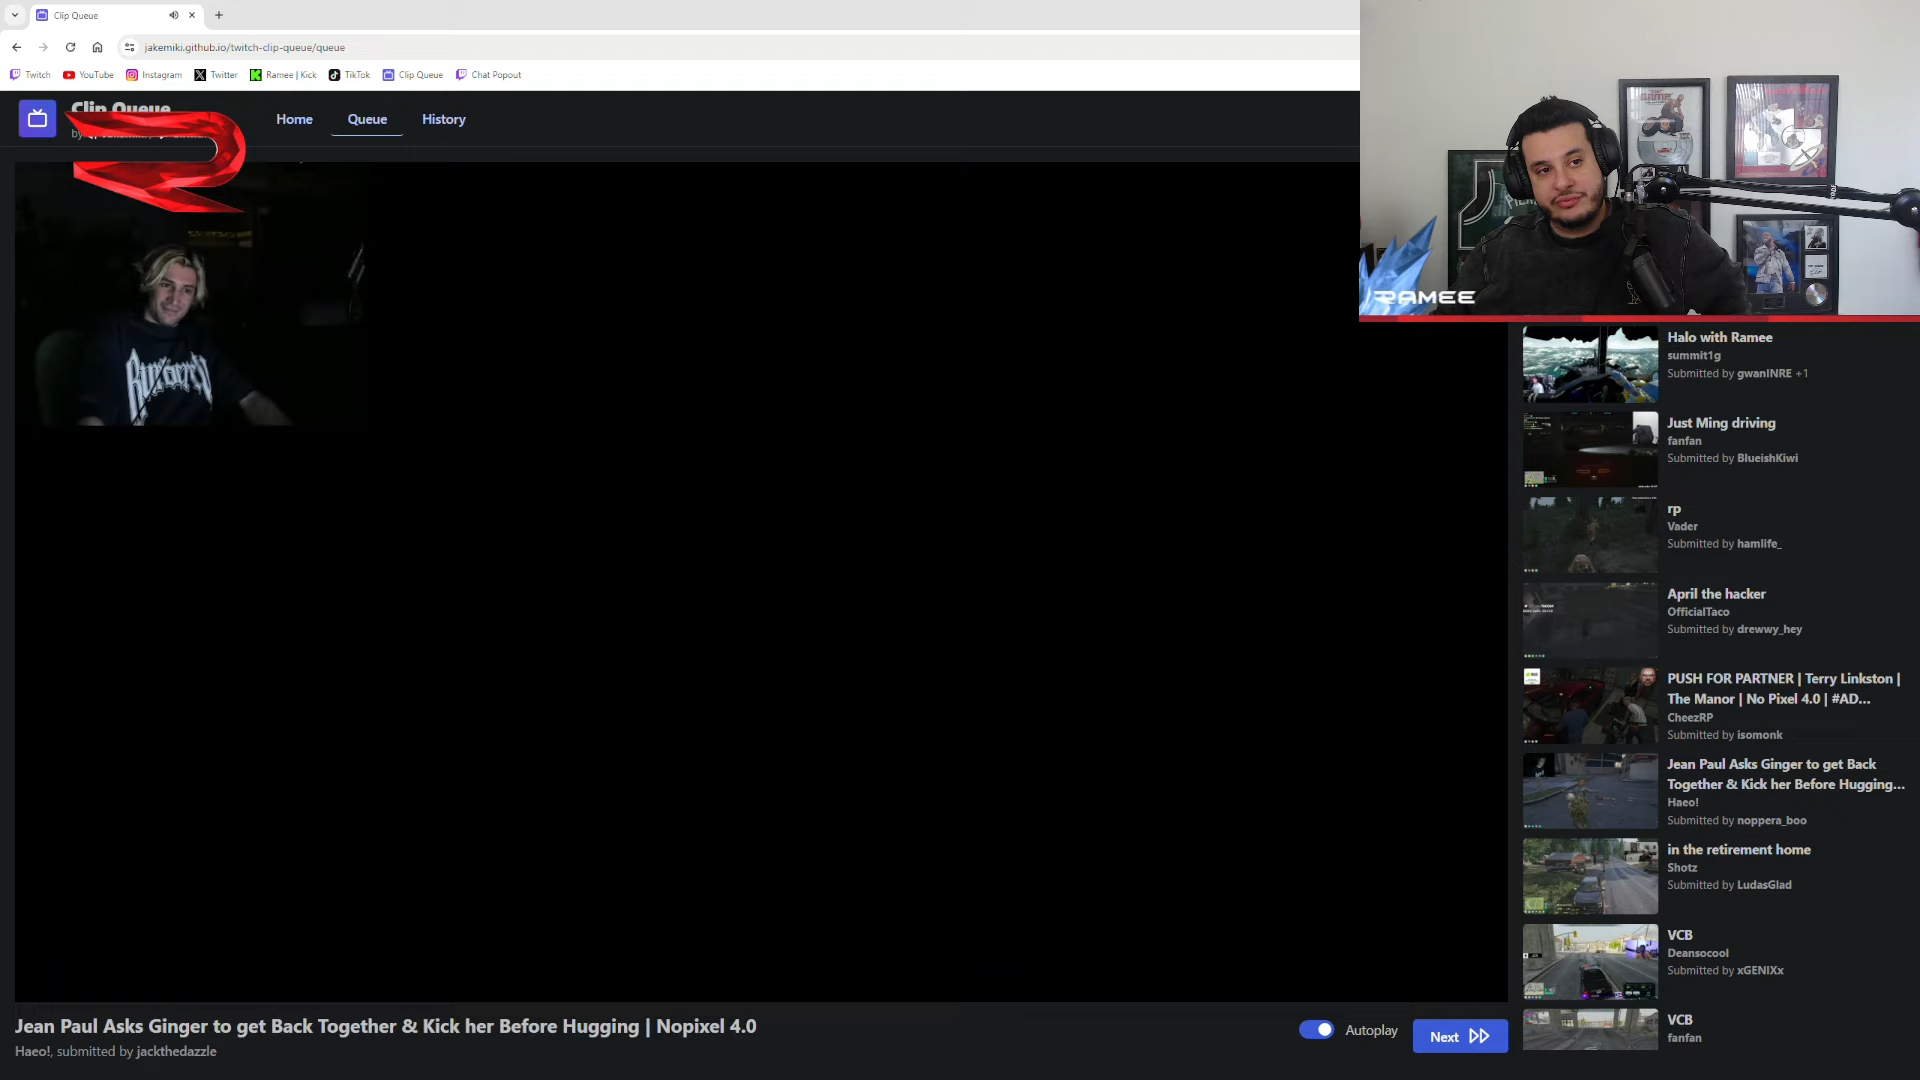 Clip Queue
jakemiki.github.io/twitch-clip-queue/queue
Twitch
YouTube
Instagram
Twitter
Ramee | Kick
TikTok
Clip Queue
Chat Popout
Clip Queue
by
Home
Queue
History
RAMEE
Halo with Ramee
summit1g
Submitted by gwanINRE +1
Just Ming driving
fanfan
Submitted by BlueishKiwi
rp
Vader
Submitted by hamlife_
April the hacker
OfficialTaco
Submitted by drewwy_hey
PUSH FOR PARTNER | Terry Linkston |
The Manor | No Pixel 4.0 | #AD...
CheezRP
Submitted by isomonk
Jean Paul Asks Ginger to get Back
Together & Kick her Before Hugging...
Haeo!
Submitted by noppera_boo
in the retirement home
Shotz
Submitted by LudasGlad
VCB
Deansocool
Submitted by xGENIXx
VCB
fanfan
Jean Paul Asks Ginger to get Back Together & Kick her Before Hugging | Nopixel 4.0
Haeo!, submitted by jackthedazzle
Autoplay
Next